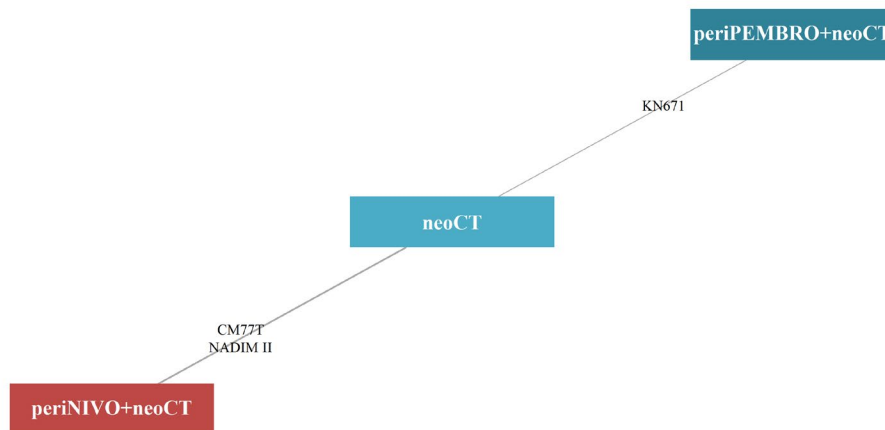 periPEMBRO+neoCT
KN671
neoCT
CM77T
NADIM II
periNIVO+neoCT